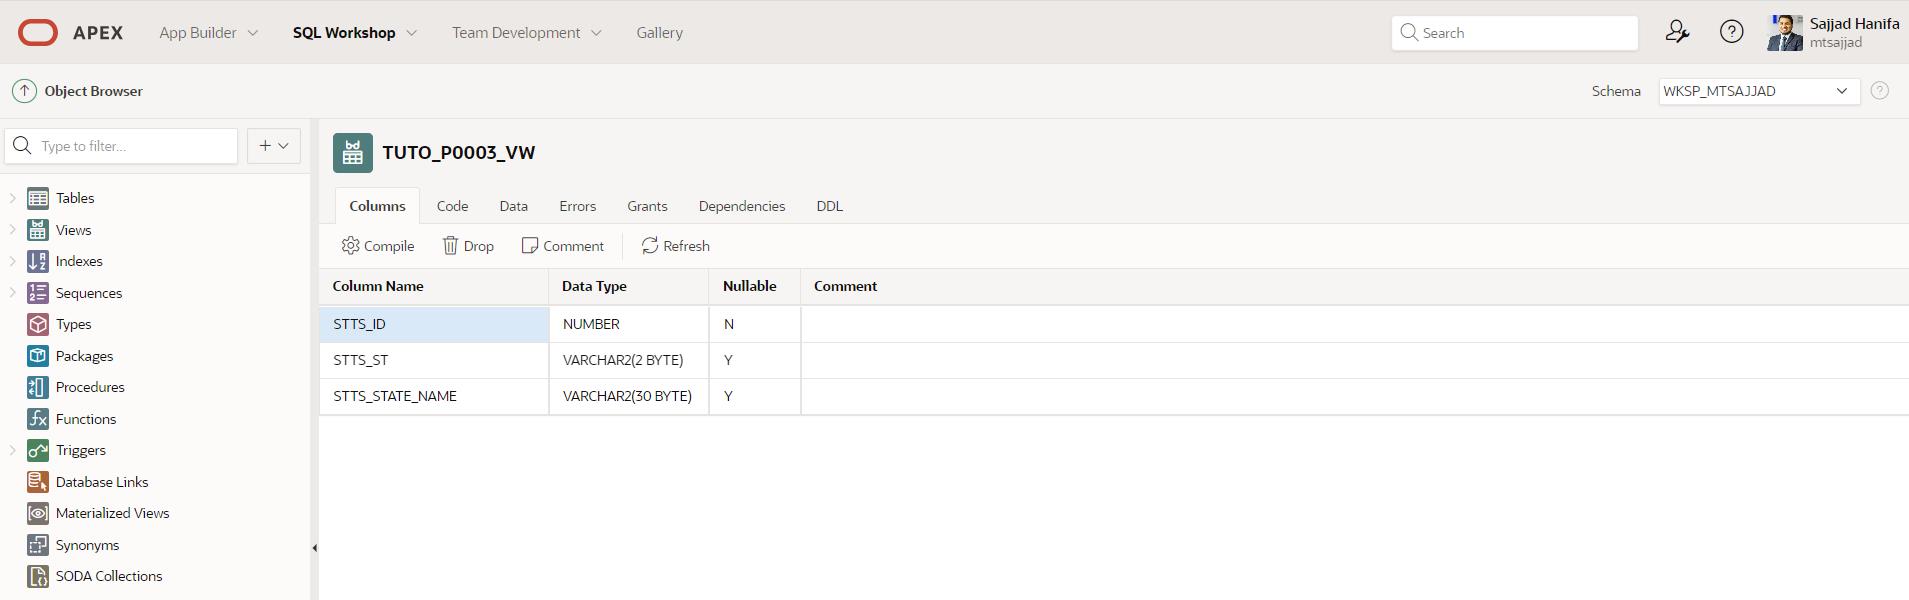 APEX App Builder SQL Workshop Team Development Gallery Search ? Sajjad Hanifa
mtsajjad
Object Browser Schema WKSP_MTSAJJAD ?
Type to filter... +
TUTO_P0003_VW
Tables
Views
Indexes
Sequences
Types
Packages
Procedures
Functions
Triggers
Database Links
Materialized Views
Synonyms
SODA Collections
Columns Code Data Errors Grants Dependencies DDL
Compile Drop Comment Refresh
Column Name Data Type Nullable Comment
STTS_ID NUMBER N
STTS_ST VARCHAR2(2 BYTE) Y
STTS_STATE_NAME VARCHAR2(30 BYTE) Y